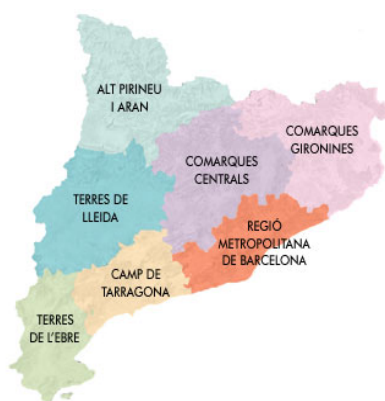 ALT PIRINEU
I ARAN
COMARQUES
GIRONINES
COMARQUES
CENTRALS
TERRES DE
LLEIDA
REGIÓ
METROPOLITANA
DE BARCELONA
CAMP DE
TARRAGONA
TERRES
DE L'EBRE